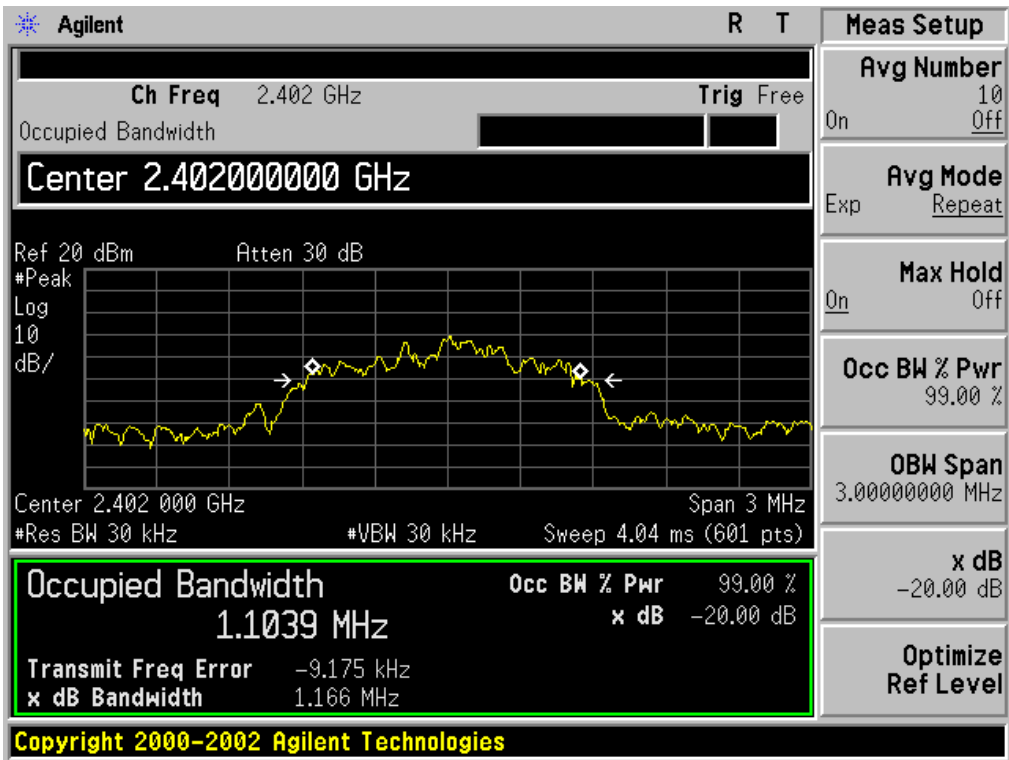 Agilent R T
Ch Freq 2.402 GHz Trig Free
Occupied Bandwidth
Center 2.402000000 GHz
Ref 20 dBm Atten 30 dB
#Peak
Log
10
dB/
Center 2.402 000 GHz Span 3 MHz
#Res BW 30 kHz #VBW 30 kHz Sweep 4.04 ms (601 pts)
Occupied Bandwidth Occ BW % Pwr 99.00 %
1.1039 MHz x dB -20.00 dB
Transmit Freq Error -9.175 kHz
x dB Bandwidth 1.166 MHz
Copyright 2000-2002 Agilent Technologies
Meas Setup
Avg Number
10
On Off
Avg Mode
Exp Repeat
Max Hold
On Off
Occ BW % Pwr
99.00 %
OBW Span
3.00000000 MHz
x dB
-20.00 dB
Optimize
Ref Level